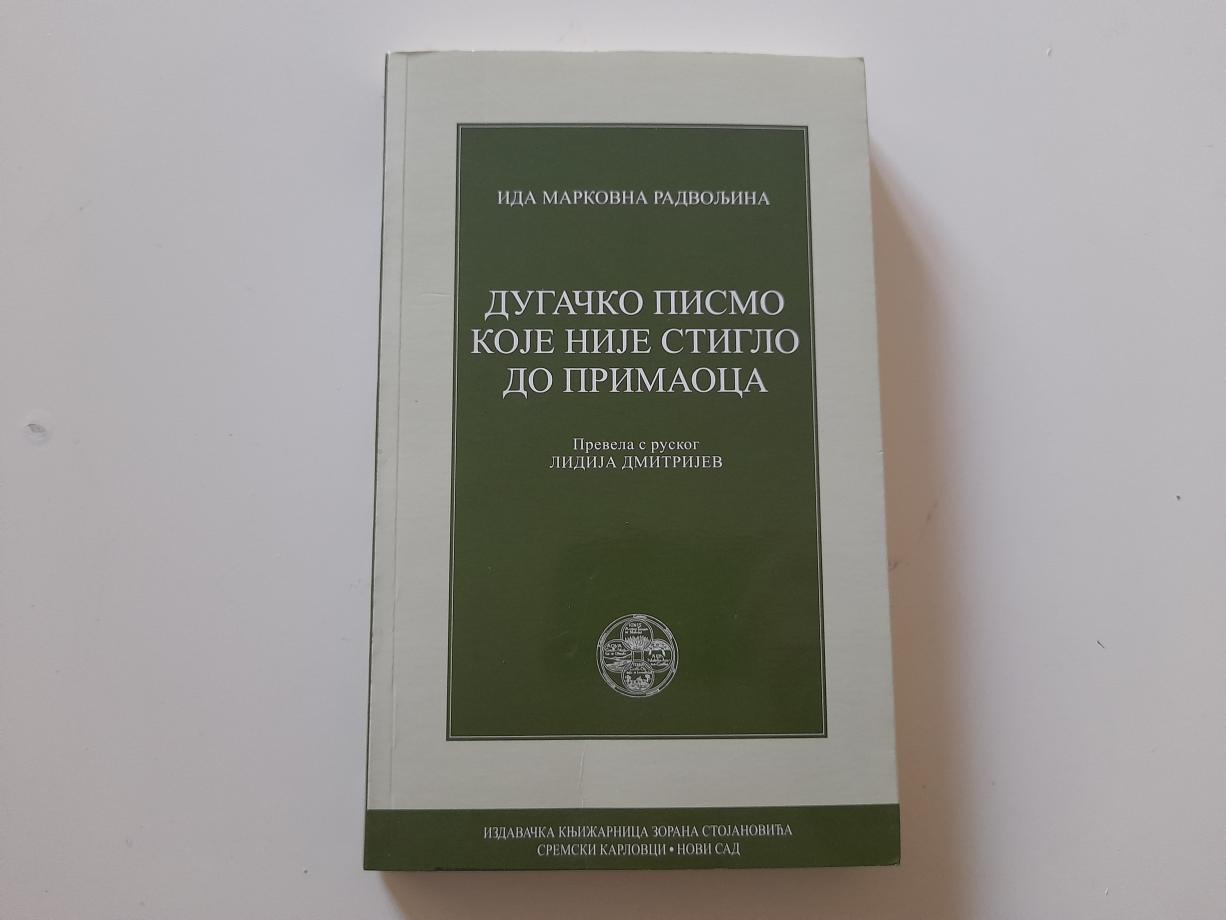 ИДА МАРКОВНА РАДВОЉИНА
ДУГАЧКО ПИСМО
КОЈЕ НИЈЕ СТИГЛО
ДО ПРИМАОЦА
Превела с руског
ЛИДИЈА ДМИТРИЈЕВ
ИЗДАВАЧКА КЊИЖАРНИЦА ЗОРАНА СТОЈАНОВИЋА
СРЕМСКИ КАРЛОВЦИ • НОВИ САД